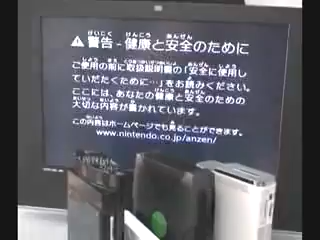 ⚠警告-健康と安全のために
ご使用の前に取扱説明書の「安全に使用し
ていただくために…」をお読みください。
ここには、あなたの健康と安全のための
大切な内容が書かれています。
この内容はホームページでも見ることができます。
www.nintendo.co.jp/anzen/